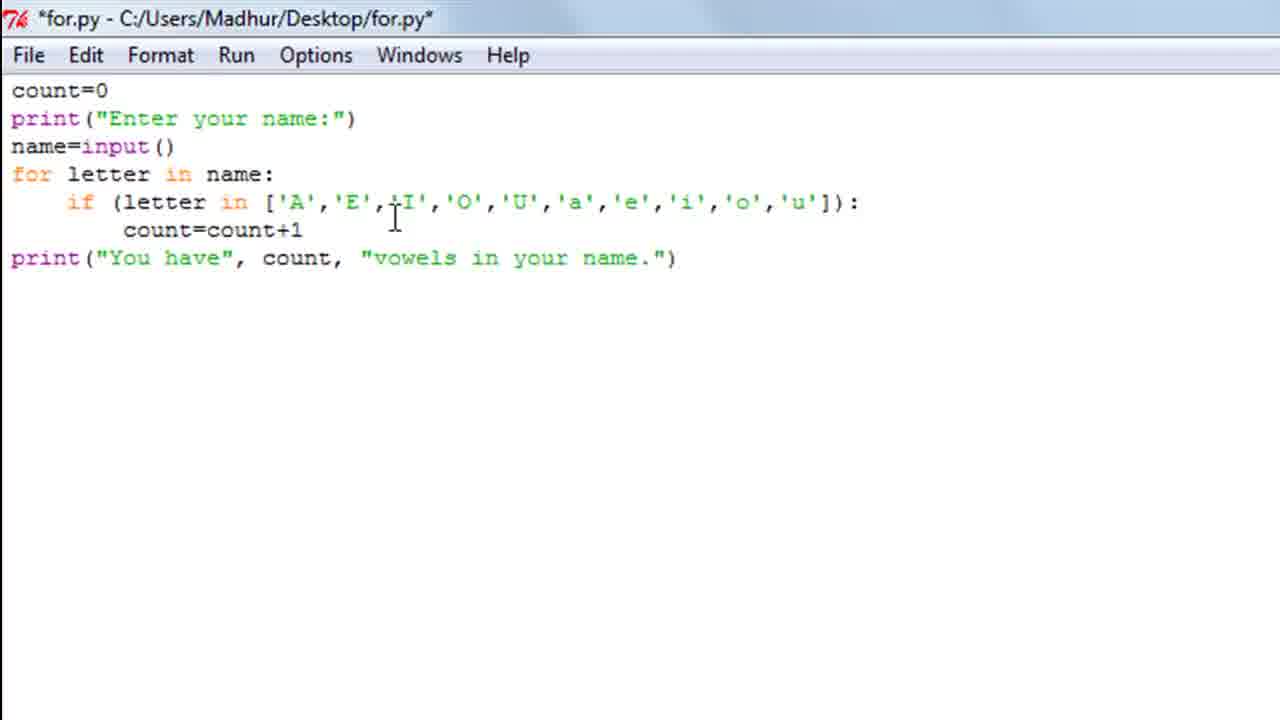 *for.py - C:/Users/Madhur/Desktop/for.py*
File Edit Format Run Options Windows Help
count=0
print("Enter your name:")
name=input()
for letter in name:
    if (letter in ['A','E','I','O','U','a','e','i','o','u']):
        count=count+1
print("You have", count, "vowels in your name.")